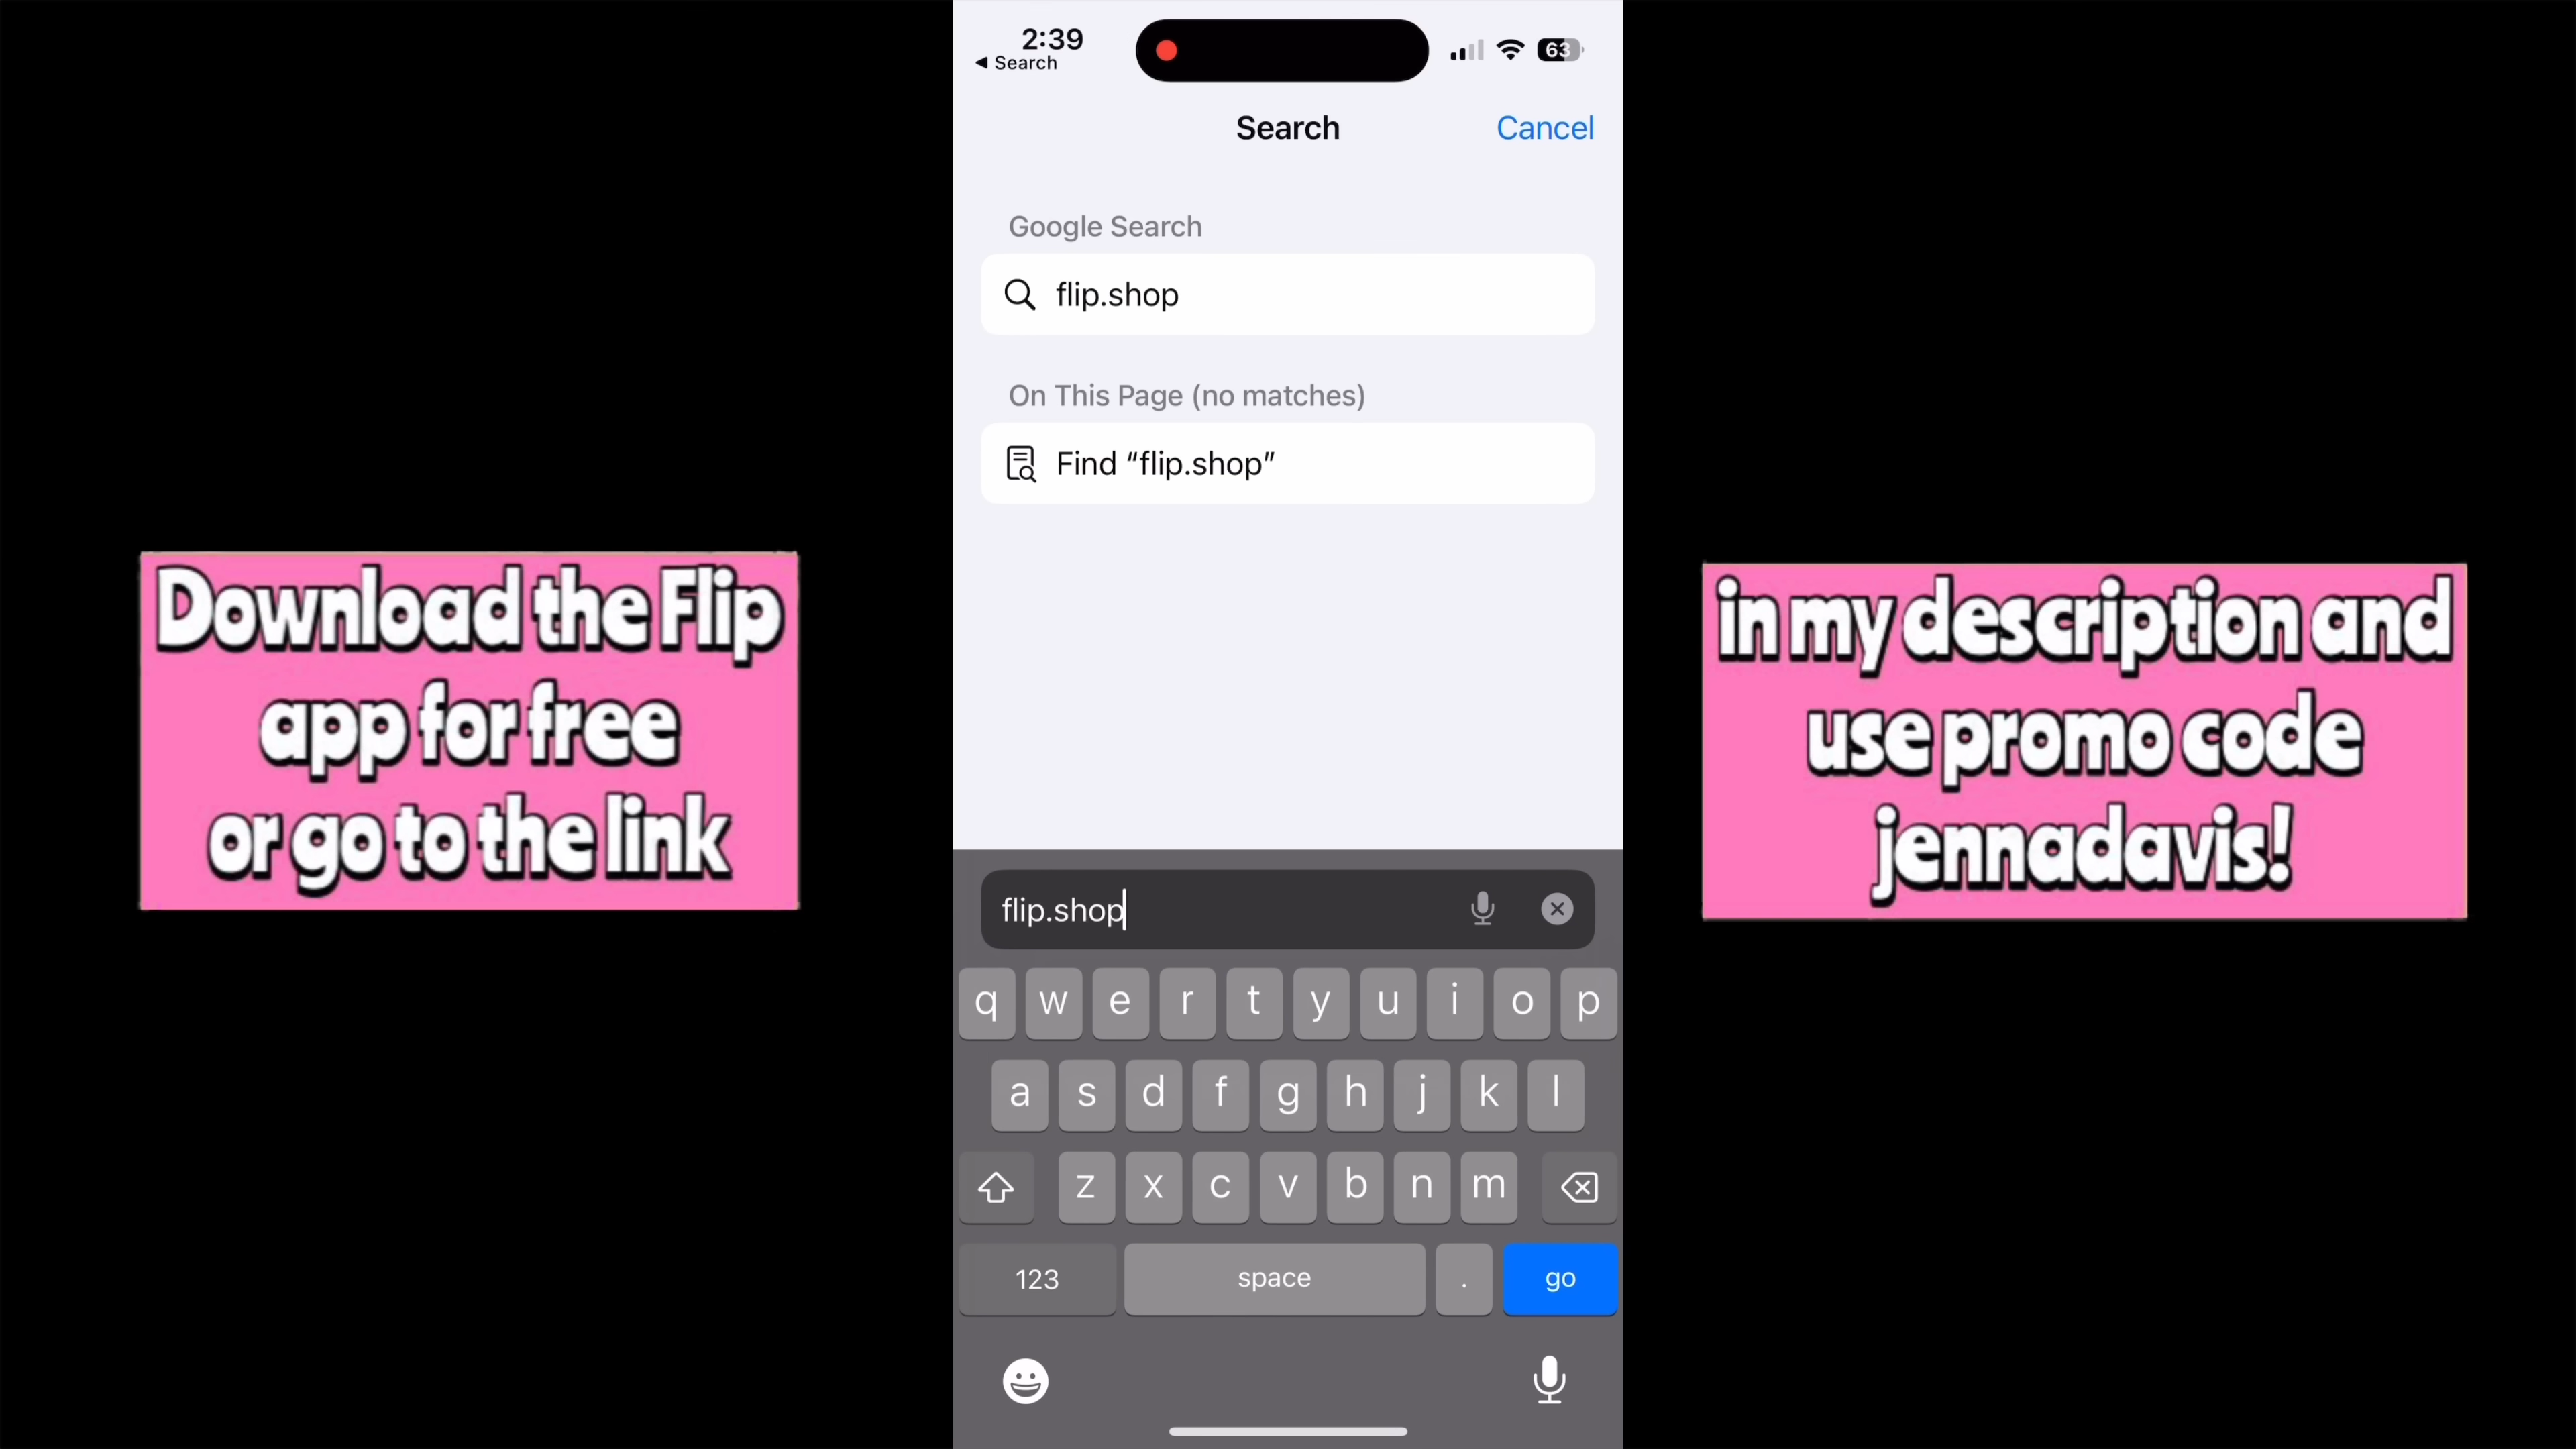 2:39
◀ Search
63
Search
Cancel
Google Search
flip.shop
On This Page (no matches)
Find “flip.shop”
Download the Flip
app for free
or go to the link
in my description and
use promo code
jennadavis!
flip.shop
q w e r t y u i o p
a s d f g h j k l
z x c v b n m
123 space . go